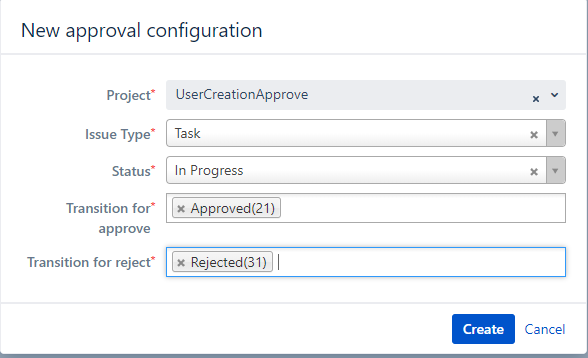 New approval configuration
Project* UserCreationApprove
Issue Type* Task
Status* In Progress
Transition for* Approved(21)
approve
Transition for reject* Rejected(31)
Create Cancel